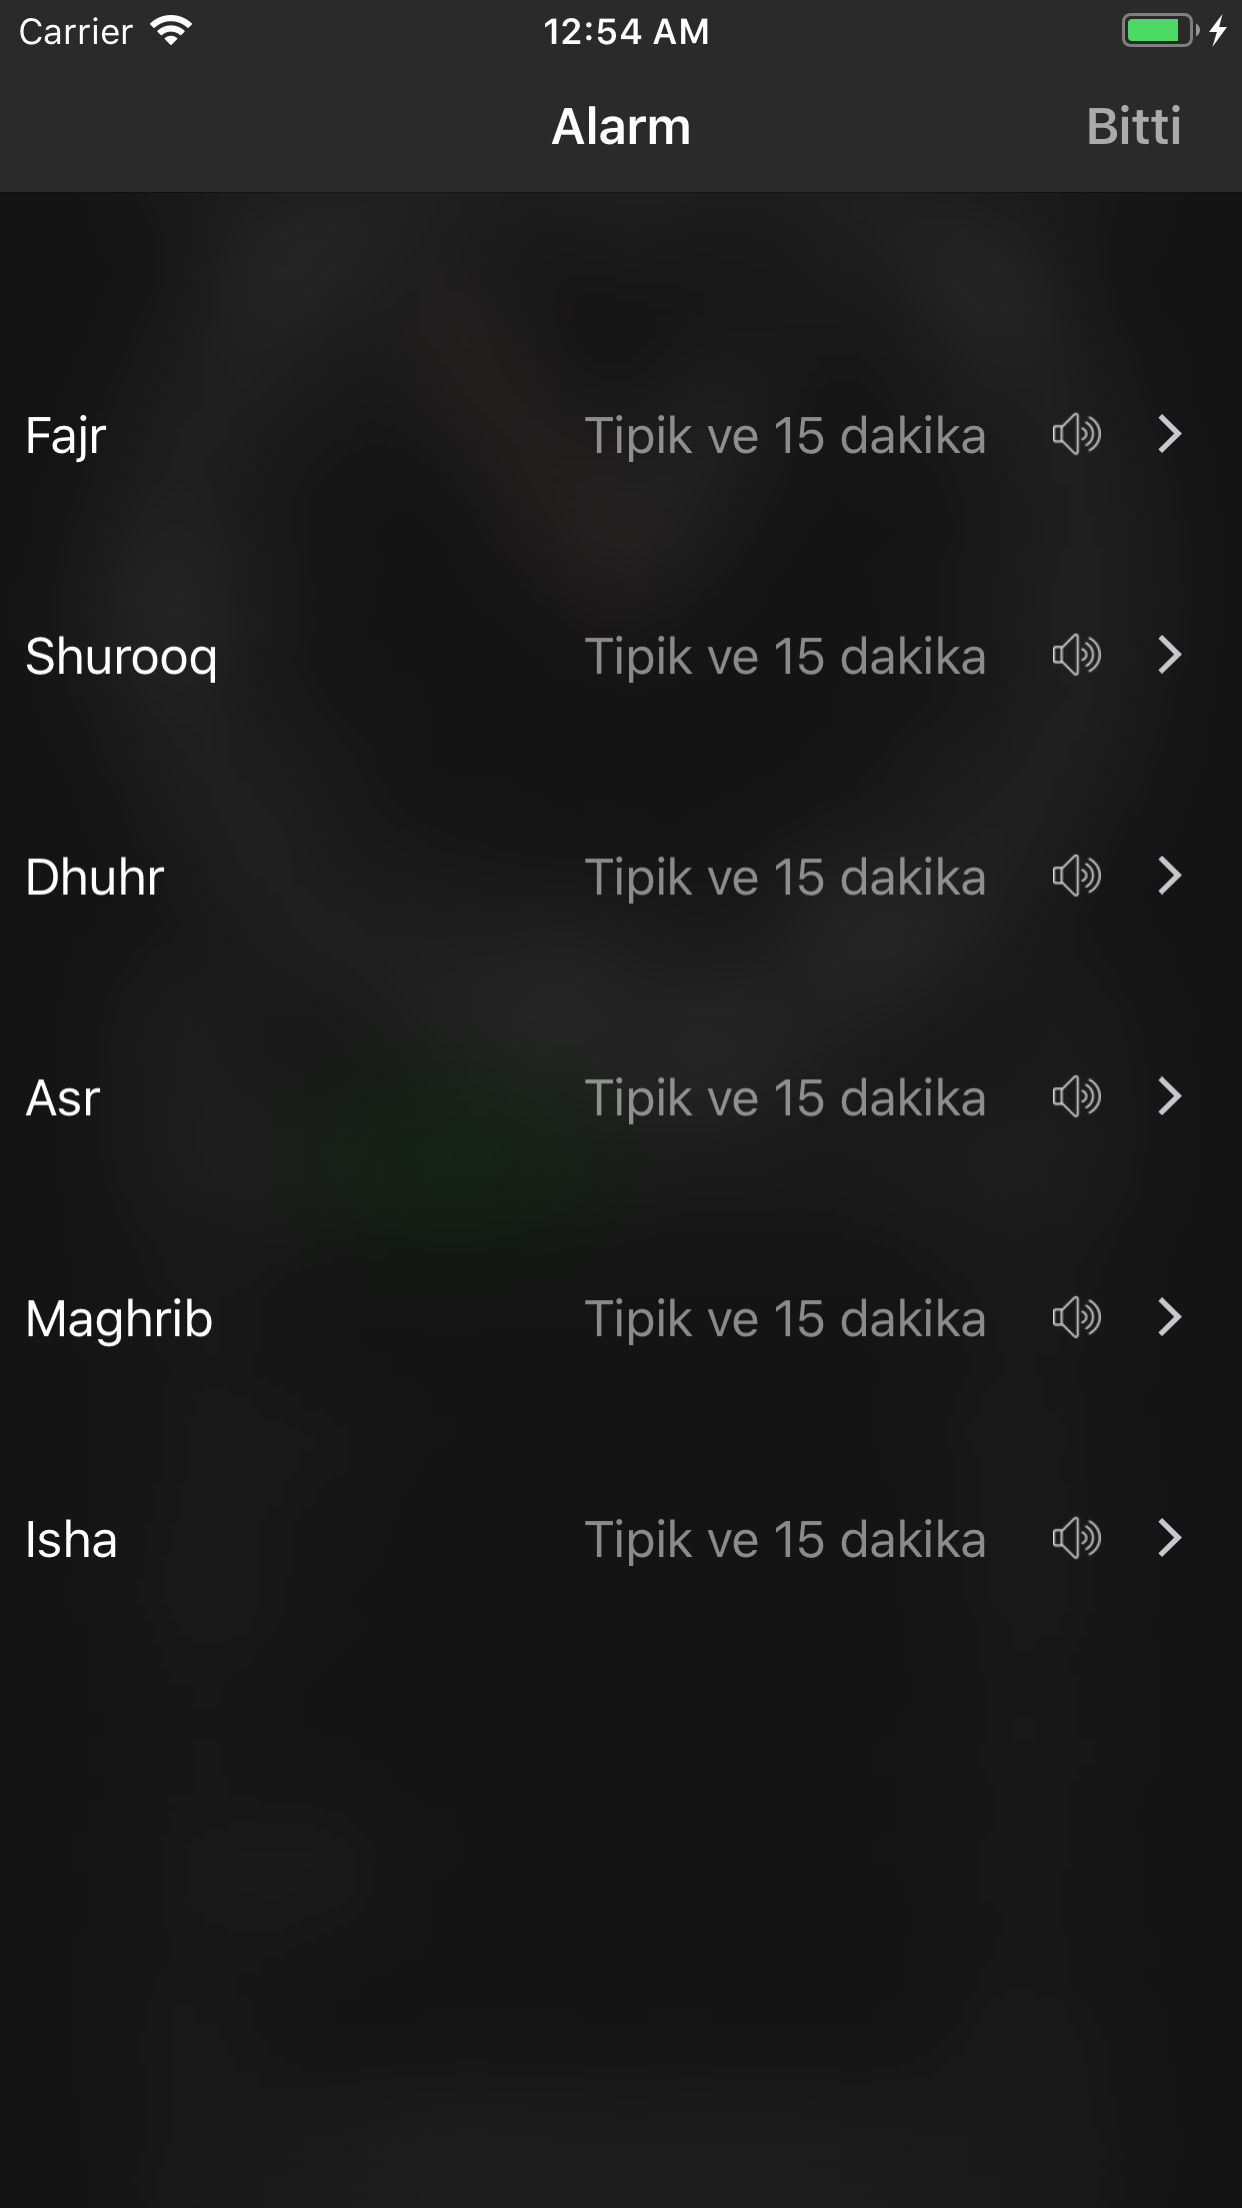 Carrier 12:54 AM
Alarm Bitti
Fajr Tipik ve 15 dakika
Shurooq Tipik ve 15 dakika
Dhuhr Tipik ve 15 dakika
Asr Tipik ve 15 dakika
Maghrib Tipik ve 15 dakika
Isha Tipik ve 15 dakika